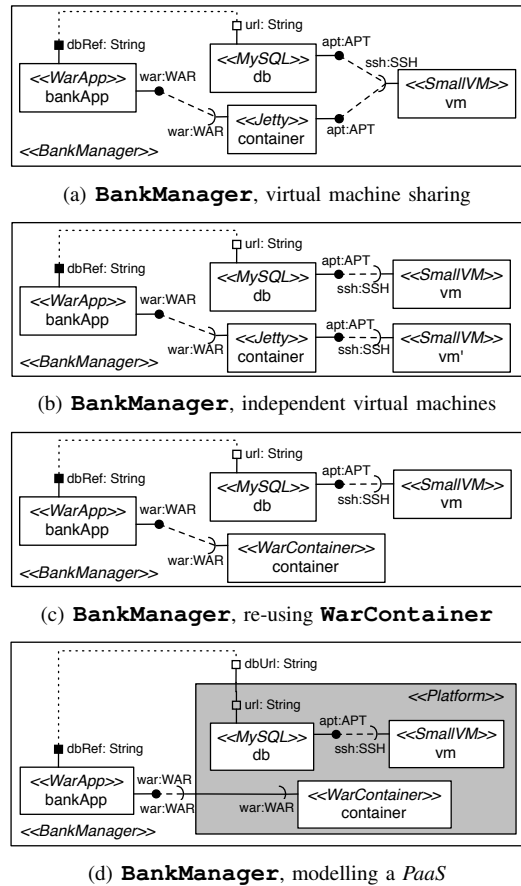 url: String
dbRef: String
apt:APT
<<MySQL>>
db
ssh:SSH
<<WarApp>>
bankApp
war:WAR
<<SmallVM>>
vm
<<Jetty>>
container
war:WAR
apt:APT
<<BankManager>>
(a) BankManager, virtual machine sharing
url: String
dbRef: String
apt:APT
<<MySQL>>
db
ssh:SSH
<<SmallVM>>
vm
<<WarApp>>
bankApp
war:WAR
apt:APT
<<Jetty>>
container
war:WAR
ssh:SSH
<<SmallVM>>
vm'
<<BankManager>>
(b) BankManager, independent virtual machines
url: String
dbRef: String
apt:APT
<<MySQL>>
db
ssh:SSH
<<SmallVM>>
vm
<<WarApp>>
bankApp
war:WAR
war:WAR
<<WarContainer>>
container
<<BankManager>>
(c) BankManager, re-using WarContainer
dbUrl: String
<<Platform>>
url: String
dbRef: String
apt:APT
<<MySQL>>
db
ssh:SSH
<<SmallVM>>
vm
<<WarApp>>
bankApp
war:WAR
war:WAR
war:WAR
<<WarContainer>>
container
<<BankManager>>
(d) BankManager, modelling a PaaS